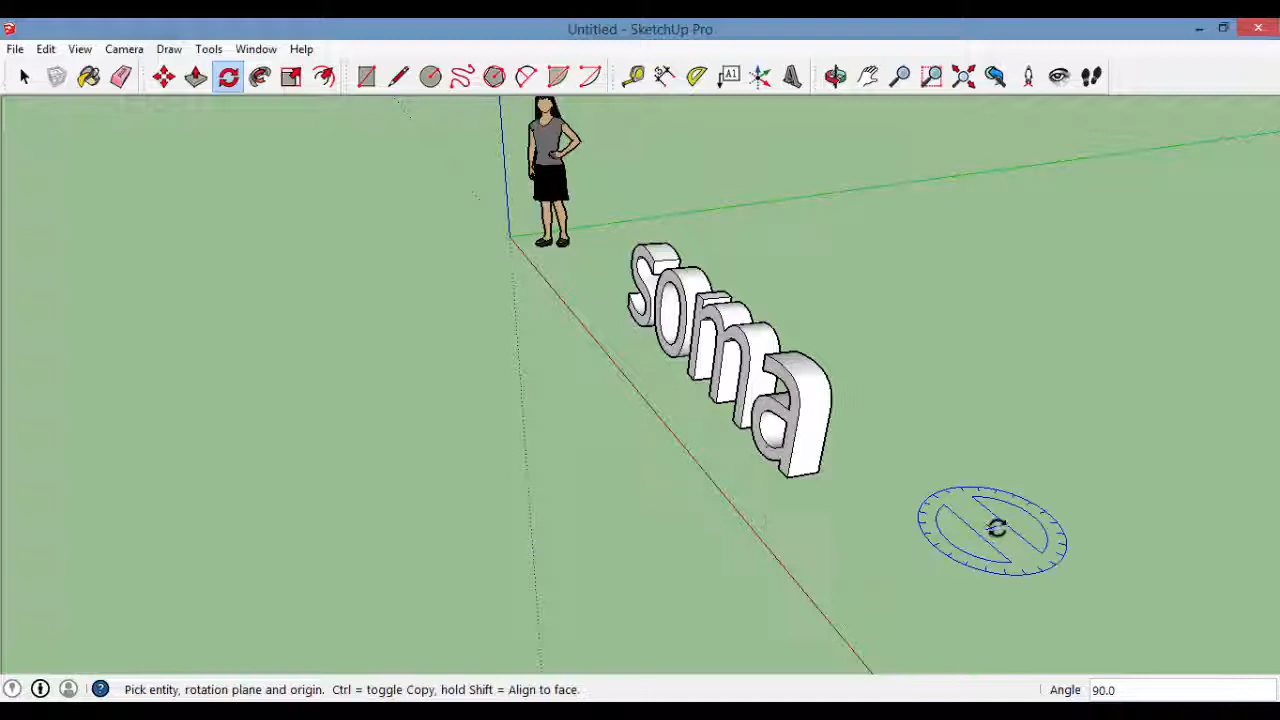 Untitled - SketchUp Pro
File Edit View Camera Draw Tools Window Help
A1
soma
Pick entity, rotation plane and origin. Ctrl = toggle Copy, hold Shift = Align to face.
Angle 90.0